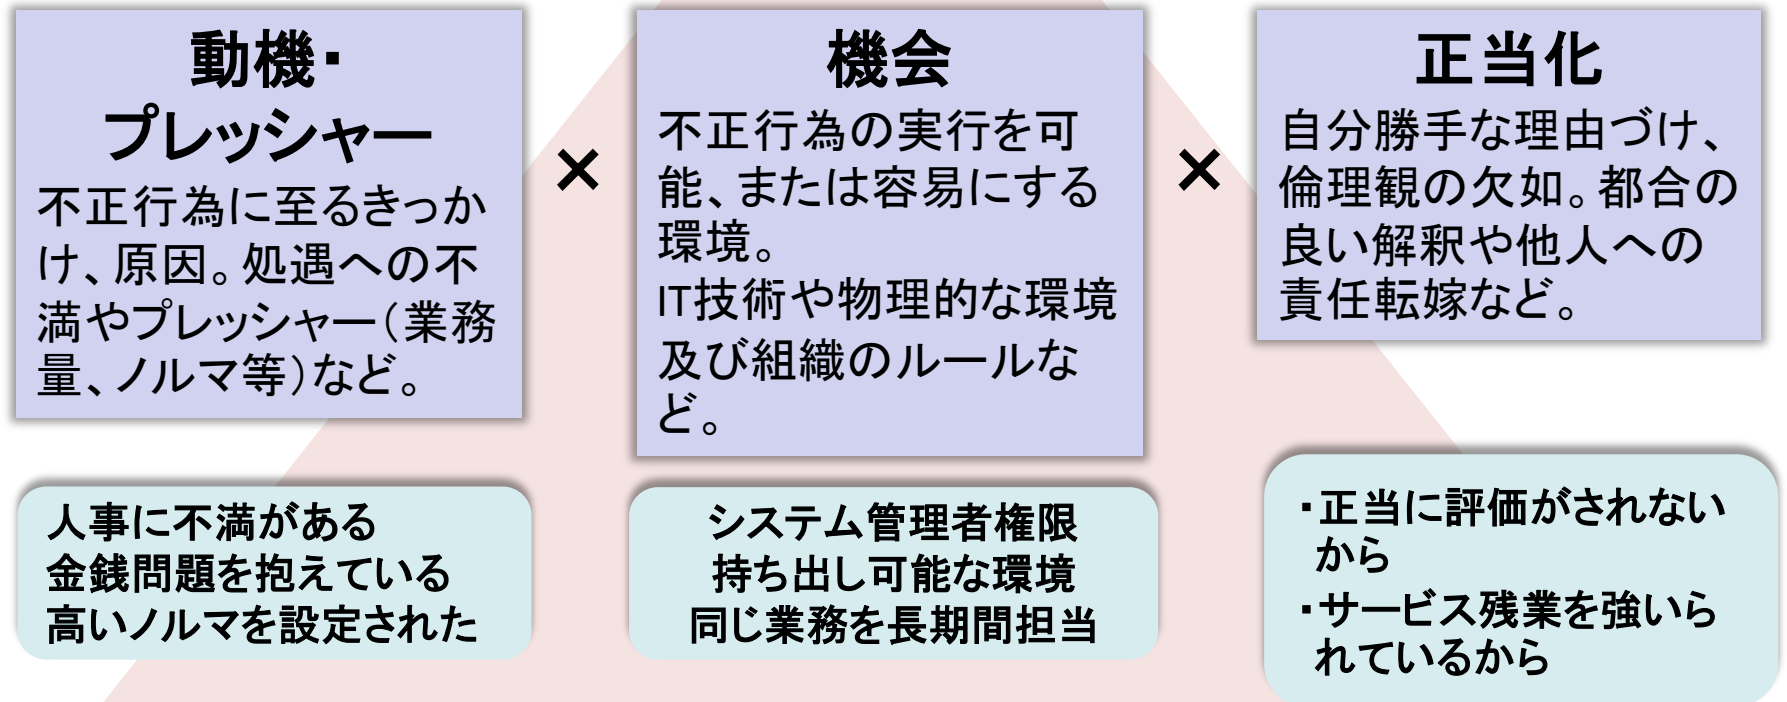 動機・
プレッシャー
不正行為に至るきっか
け、原因。処遇への不
満やプレッシャー(業務
量、ノルマ等)など。
×
機会
不正行為の実行を可
能、または容易にする
環境。
IT技術や物理的な環境
及び組織のルールな
ど。
×
正当化
自分勝手な理由づけ、
倫理観の欠如。都合の
良い解釈や他人への
責任転嫁など。
人事に不満がある
金銭問題を抱えている
高いノルマを設定された
システム管理者権限
持ち出し可能な環境
同じ業務を長期間担当
・正当に評価がされない
から
・サービス残業を強いら
れているから